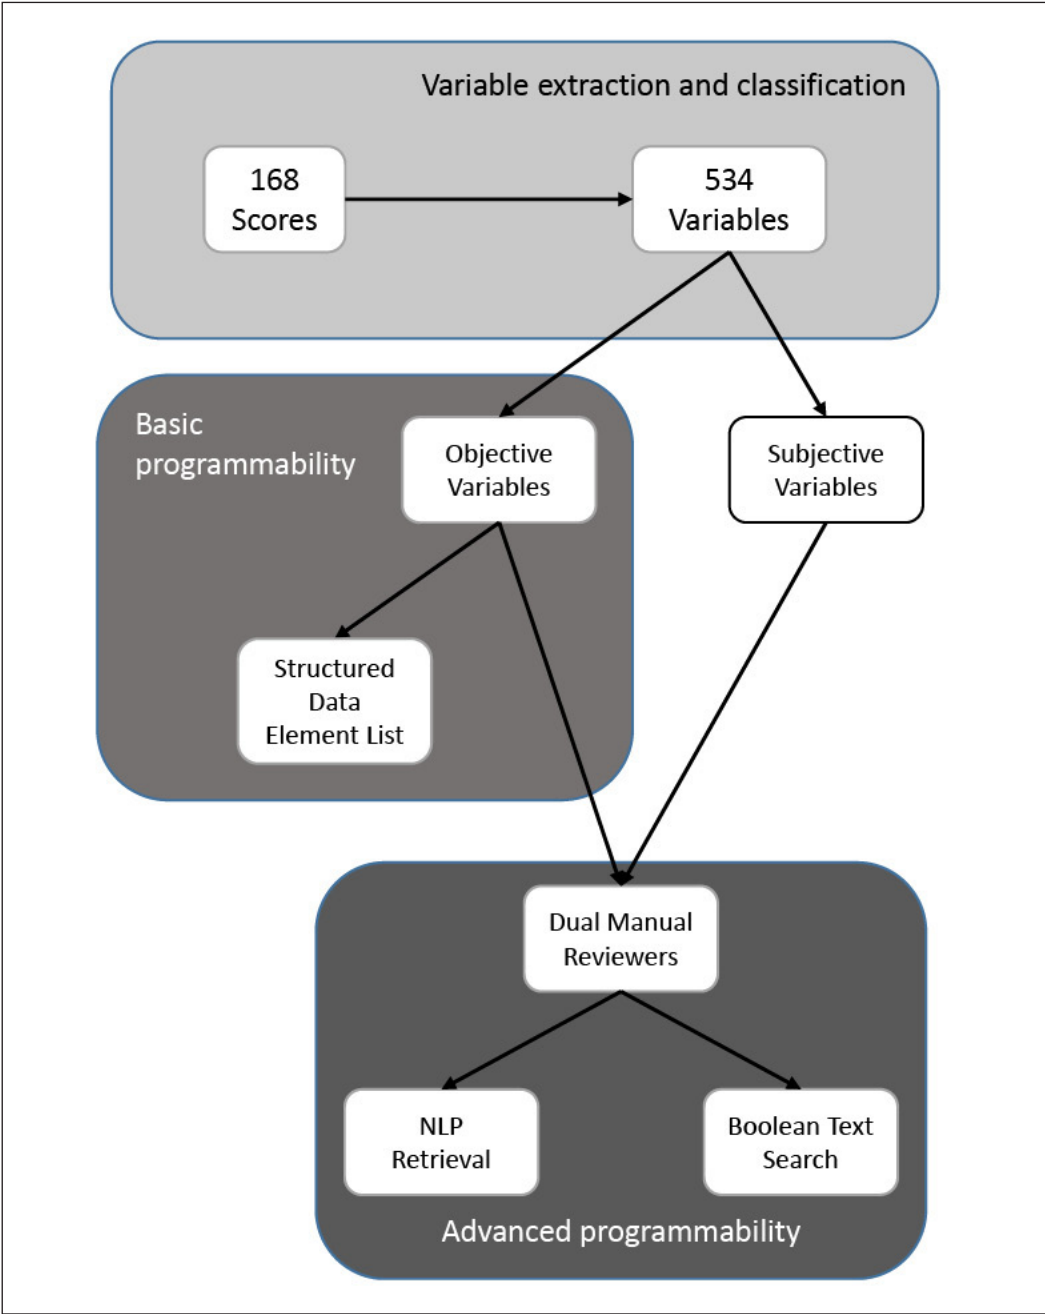 Variable extraction and classification
168
Scores
534
Variables
Basic
programmability
Objective
Variables
Subjective
Variables
Structured
Data
Element List
Dual Manual
Reviewers
NLP
Retrieval
Boolean Text
Search
Advanced programmability